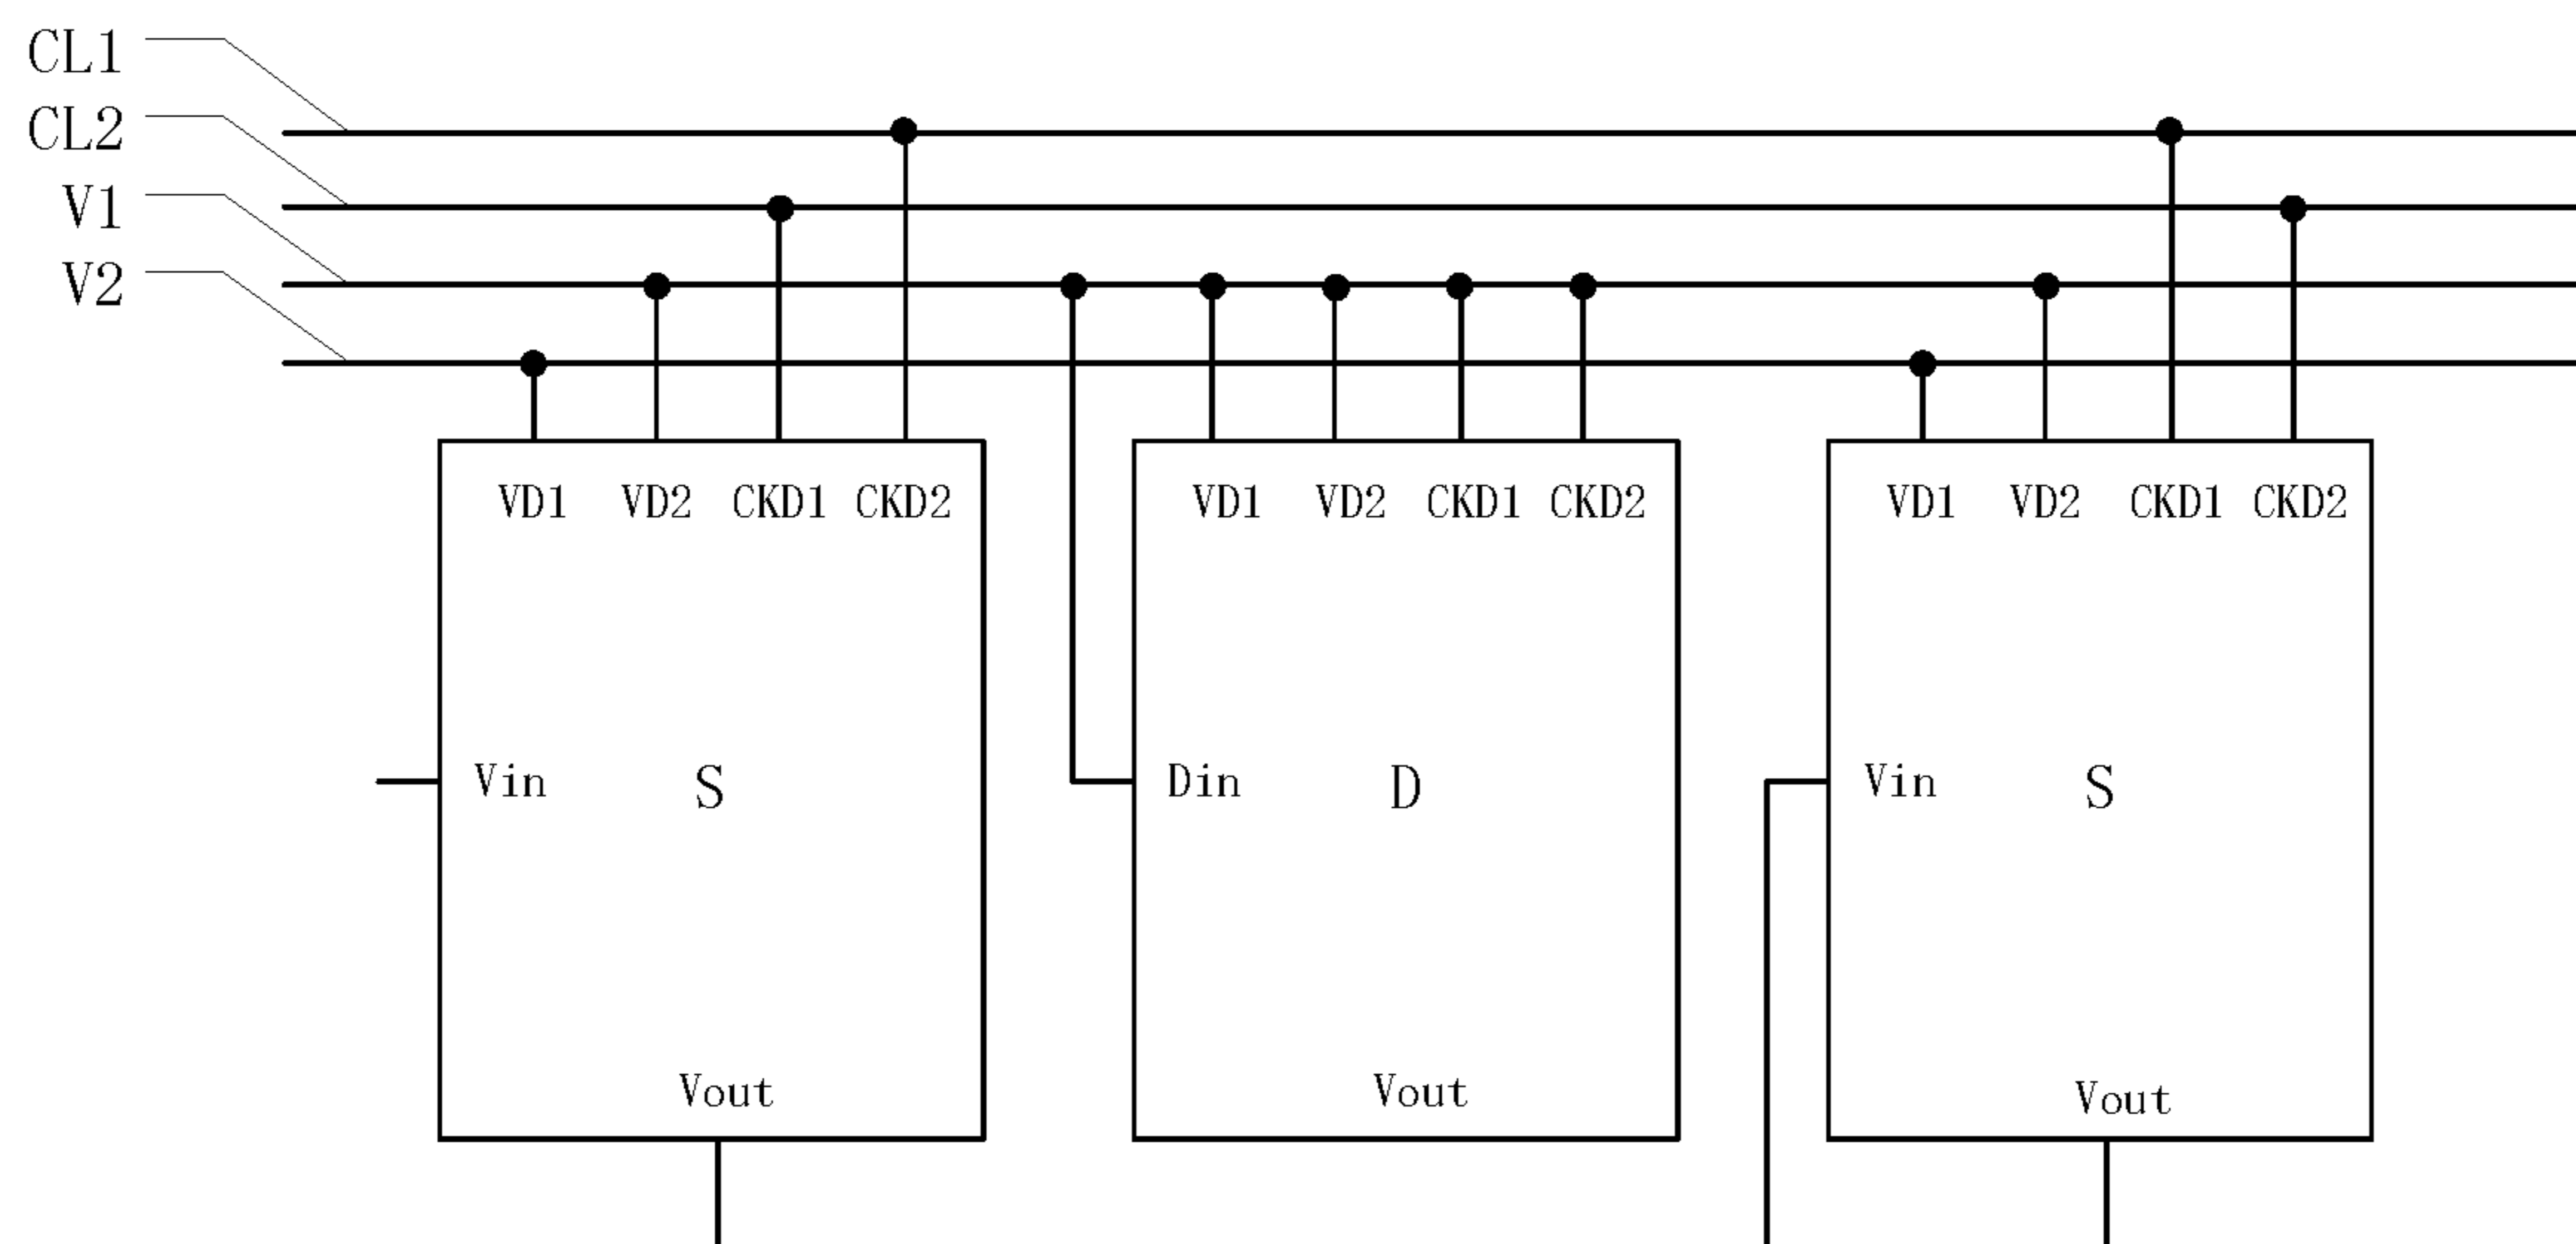 CL1
CL2
V1
V2
VD1 VD2 CKD1 CKD2
VD1 VD2 CKD1 CKD2
VD1 VD2 CKD1 CKD2
Vin S
Din D
Vin S
Vout
Vout
Vout